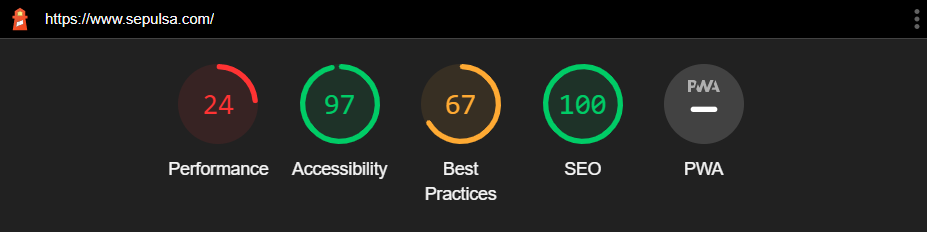 https://www.sepulsa.com/
24
97
67
100
PWA
Performance
Accessibility
Best
Practices
SEO
PWA